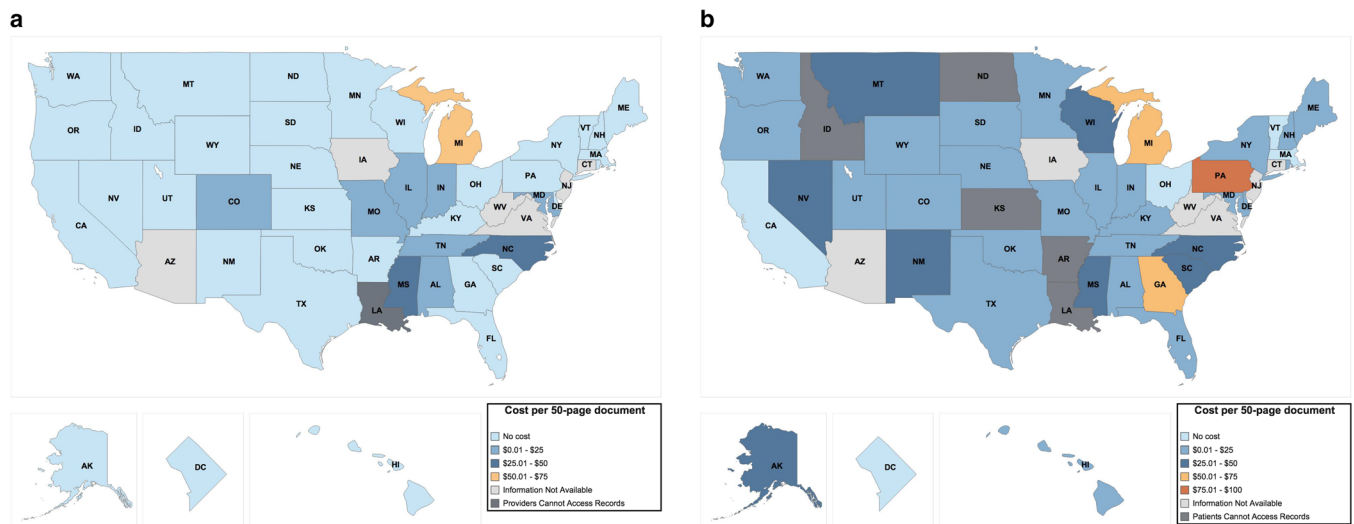 a
WA
OR
CA
NV
ID
MT
WY
UT
CO
AZ
NM
ND
SD
NE
KS
OK
TX
MN
IA
MO
AR
LA
WI
IL
MI
IN
OH
KY
TN
MS
AL
GA
FL
SC
NC
VA
WV
PA
NY
VT
NH
ME
MA
CT
NJ
MD
DE
AK
DC
HI
Cost per 50-page document
No cost
$0.01 - $25
$25.01 - $50
$50.01 - $75
Information Not Available
Providers Cannot Access Records
b
WA
OR
CA
NV
ID
MT
WY
UT
CO
AZ
NM
ND
SD
NE
KS
OK
TX
MN
IA
MO
AR
LA
WI
IL
MI
IN
OH
KY
TN
MS
AL
GA
FL
SC
NC
VA
WV
PA
NY
VT
NH
ME
MA
CT
NJ
MD
DE
AK
DC
HI
Cost per 50-page document
No cost
$0.01 - $25
$25.01 - $50
$50.01 - $75
$75.01 - $100
Information Not Available
Patients Cannot Access Records